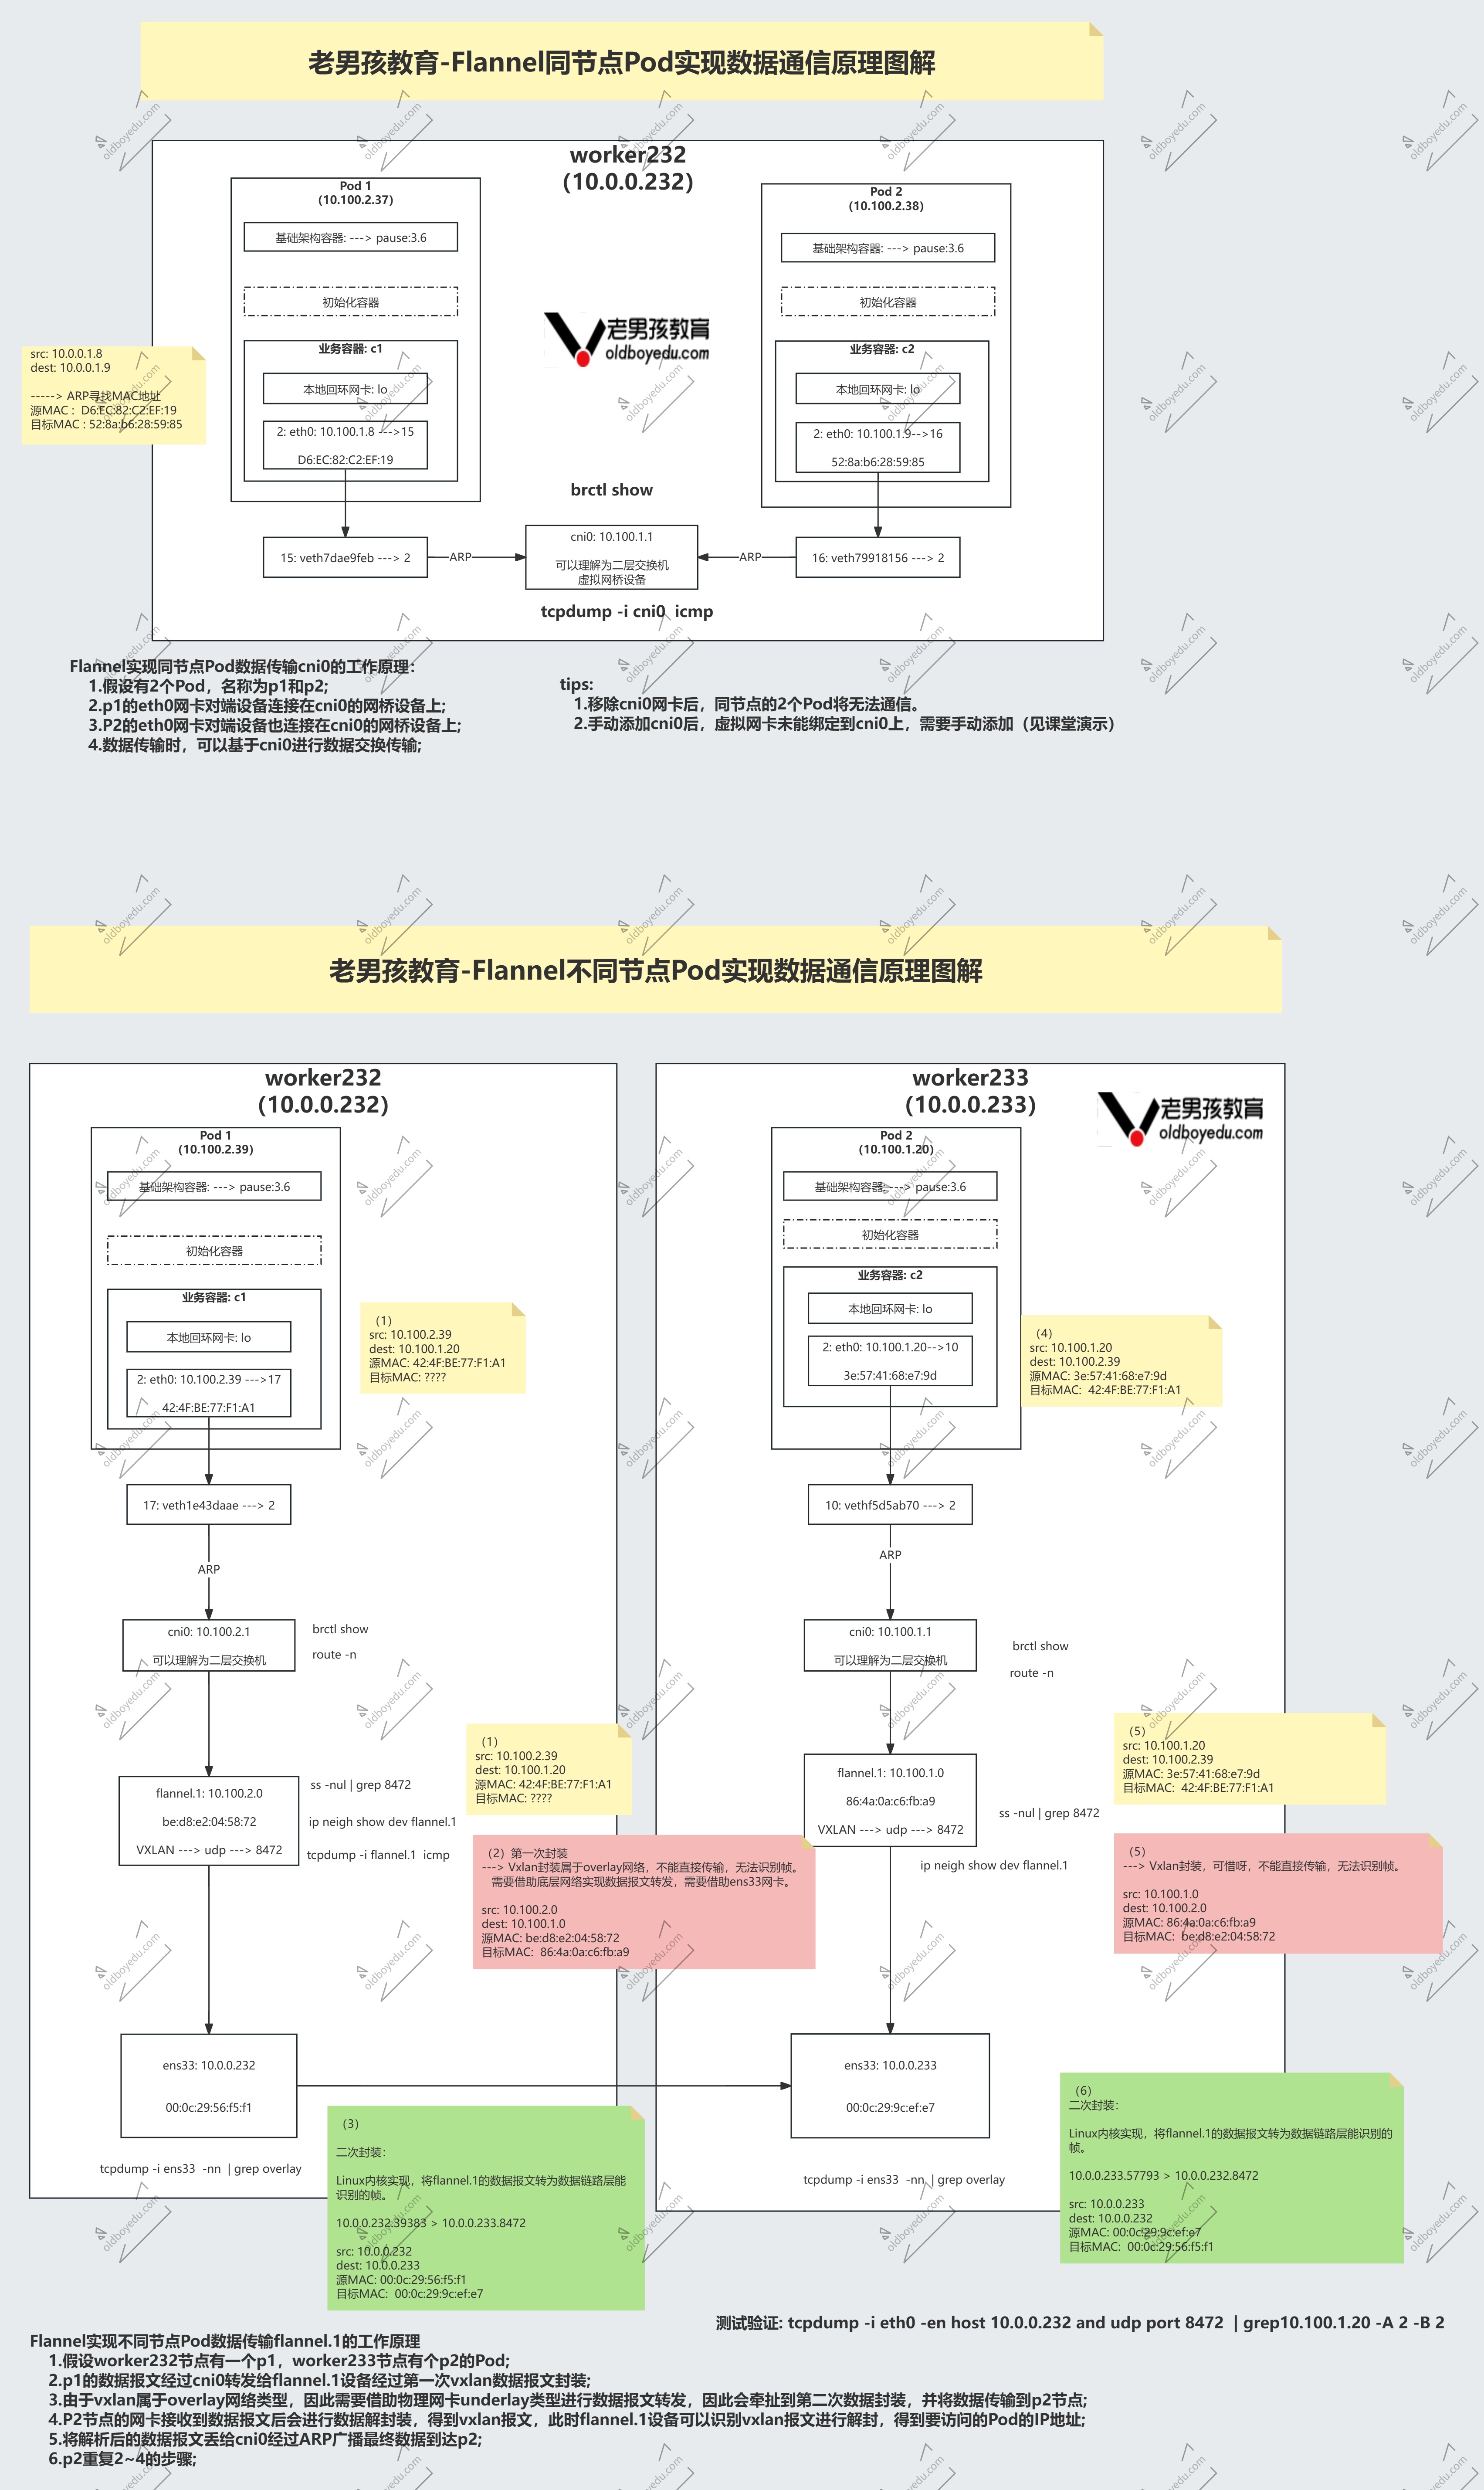 老男孩教育-Flannel同节点Pod实现数据通信原理图解
worker232
（10.0.0.232）
Pod 1
（10.100.2.37）
基础架构容器: ---> pause:3.6
初始化容器
业务容器: c1
本地回环网卡: lo
2: eth0: 10.100.1.8 --->15
D6:EC:82:C2:EF:19
15: veth7dae9feb ---> 2
src: 10.0.0.1.8
dest: 10.0.0.1.9
-----> ARP寻找MAC地址
源MAC： D6:EC:82:C2:EF:19
目标MAC : 52:8a:b6:28:59:85
老男孩教育
oldboyedu.com
brctl show
ARP
cni0: 10.100.1.1
可以理解为二层交换机
虚拟网桥设备
ARP
tcpdump -i cni0 icmp
Pod 2
（10.100.2.38）
基础架构容器: ---> pause:3.6
初始化容器
业务容器: c2
本地回环网卡: lo
2: eth0: 10.100.1.9-->16
52:8a:b6:28:59:85
16: veth79918156 ---> 2
Flannel实现同节点Pod数据传输cni0的工作原理：
1.假设有2个Pod，名称为p1和p2;
2.p1的eth0网卡对端设备连接在cni0的网桥设备上;
3.P2的eth0网卡对端设备也连接在cni0的网桥设备上;
4.数据传输时，可以基于cni0进行数据交换传输;
tips:
1.移除cni0网卡后，同节点的2个Pod将无法通信。
2.手动添加cni0后，虚拟网卡未能绑定到cni0上，需要手动添加（见课堂演示）
老男孩教育-Flannel不同节点Pod实现数据通信原理图解
worker232
（10.0.0.232）
Pod 1
（10.100.2.39）
基础架构容器: ---> pause:3.6
初始化容器
业务容器: c1
本地回环网卡: lo
2: eth0: 10.100.2.39 --->17
42:4F:BE:77:F1:A1
（1）
src: 10.100.2.39
dest: 10.100.1.20
源MAC: 42:4F:BE:77:F1:A1
目标MAC: ????
17: veth1e43daae ---> 2
ARP
cni0: 10.100.2.1
可以理解为二层交换机
brctl show
route -n
flannel.1: 10.100.2.0
be:d8:e2:04:58:72
VXLAN ---> udp ---> 8472
ss -nul | grep 8472
ip neigh show dev flannel.1
tcpdump -i flannel.1 icmp
（1）
src: 10.100.2.39
dest: 10.100.1.20
源MAC: 42:4F:BE:77:F1:A1
目标MAC: ????
（2）第一次封装
---> Vxlan封装属于overlay网络，不能直接传输，无法识别帧。
需要借助底层网络实现数据报文转发，需要借助ens33网卡。
src: 10.100.2.0
dest: 10.100.1.0
源MAC: be:d8:e2:04:58:72
目标MAC: 86:4a:0a:c6:fb:a9
ens33: 10.0.0.232
00:0c:29:56:f5:f1
tcpdump -i ens33 -nn | grep overlay
（3）
二次封装：
Linux内核实现，将flannel.1的数据报文转为数据链路层能
识别的帧。
10.0.0.232.39383 > 10.0.0.233.8472
src: 10.0.0.232
dest: 10.0.0.233
源MAC: 00:0c:29:56:f5:f1
目标MAC: 00:0c:29:9c:ef:e7
worker233
（10.0.0.233）
老男孩教育
oldboyedu.com
Pod 2
（10.100.1.20）
基础架构容器: ---> pause:3.6
初始化容器
业务容器: c2
本地回环网卡: lo
2: eth0: 10.100.1.20-->10
3e:57:41:68:e7:9d
（4）
src: 10.100.1.20
dest: 10.100.2.39
源MAC: 3e:57:41:68:e7:9d
目标MAC: 42:4F:BE:77:F1:A1
10: vethf5d5ab70 ---> 2
ARP
cni0: 10.100.1.1
可以理解为二层交换机
brctl show
route -n
flannel.1: 10.100.1.0
86:4a:0a:c6:fb:a9
VXLAN ---> udp ---> 8472
ss -nul | grep 8472
ip neigh show dev flannel.1
（5）
src: 10.100.1.20
dest: 10.100.2.39
源MAC: 3e:57:41:68:e7:9d
目标MAC: 42:4F:BE:77:F1:A1
（5）
---> Vxlan封装，可惜呀，不能直接传输，无法识别帧。
src: 10.100.1.0
dest: 10.100.2.0
源MAC: 86:4a:0a:c6:fb:a9
目标MAC: be:d8:e2:04:58:72
ens33: 10.0.0.233
00:0c:29:9c:ef:e7
tcpdump -i ens33 -nn | grep overlay
（6）
二次封装：
Linux内核实现，将flannel.1的数据报文转为数据链路层能识别的
帧。
10.0.0.233.57793 > 10.0.0.232.8472
src: 10.0.0.233
dest: 10.0.0.232
源MAC: 00:0c:29:9c:ef:e7
目标MAC: 00:0c:29:56:f5:f1
测试验证: tcpdump -i eth0 -en host 10.0.0.232 and udp port 8472 | grep10.100.1.20 -A 2 -B 2
Flannel实现不同节点Pod数据传输flannel.1的工作原理
1.假设worker232节点有一个p1，worker233节点有个p2的Pod;
2.p1的数据报文经过cni0转发给flannel.1设备经过第一次vxlan数据报文封装;
3.由于vxlan属于overlay网络类型，因此需要借助物理网卡underlay类型进行数据报文转发，因此会牵扯到第二次数据封装，并将数据传输到p2节点;
4.P2节点的网卡接收到数据报文后会进行数据解封装，得到vxlan报文，此时flannel.1设备可以识别vxlan报文进行解封，得到要访问的Pod的IP地址;
5.将解析后的数据报文丢给cni0经过ARP广播最终数据到达p2;
6.p2重复2~4的步骤;